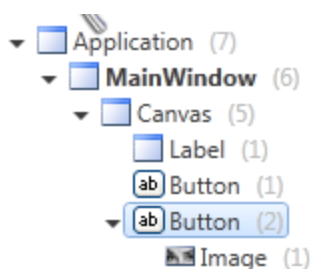 Application (7)
MainWindow (6)
Canvas (5)
Label (1)
ab Button (1)
ab Button (2)
Image (1)